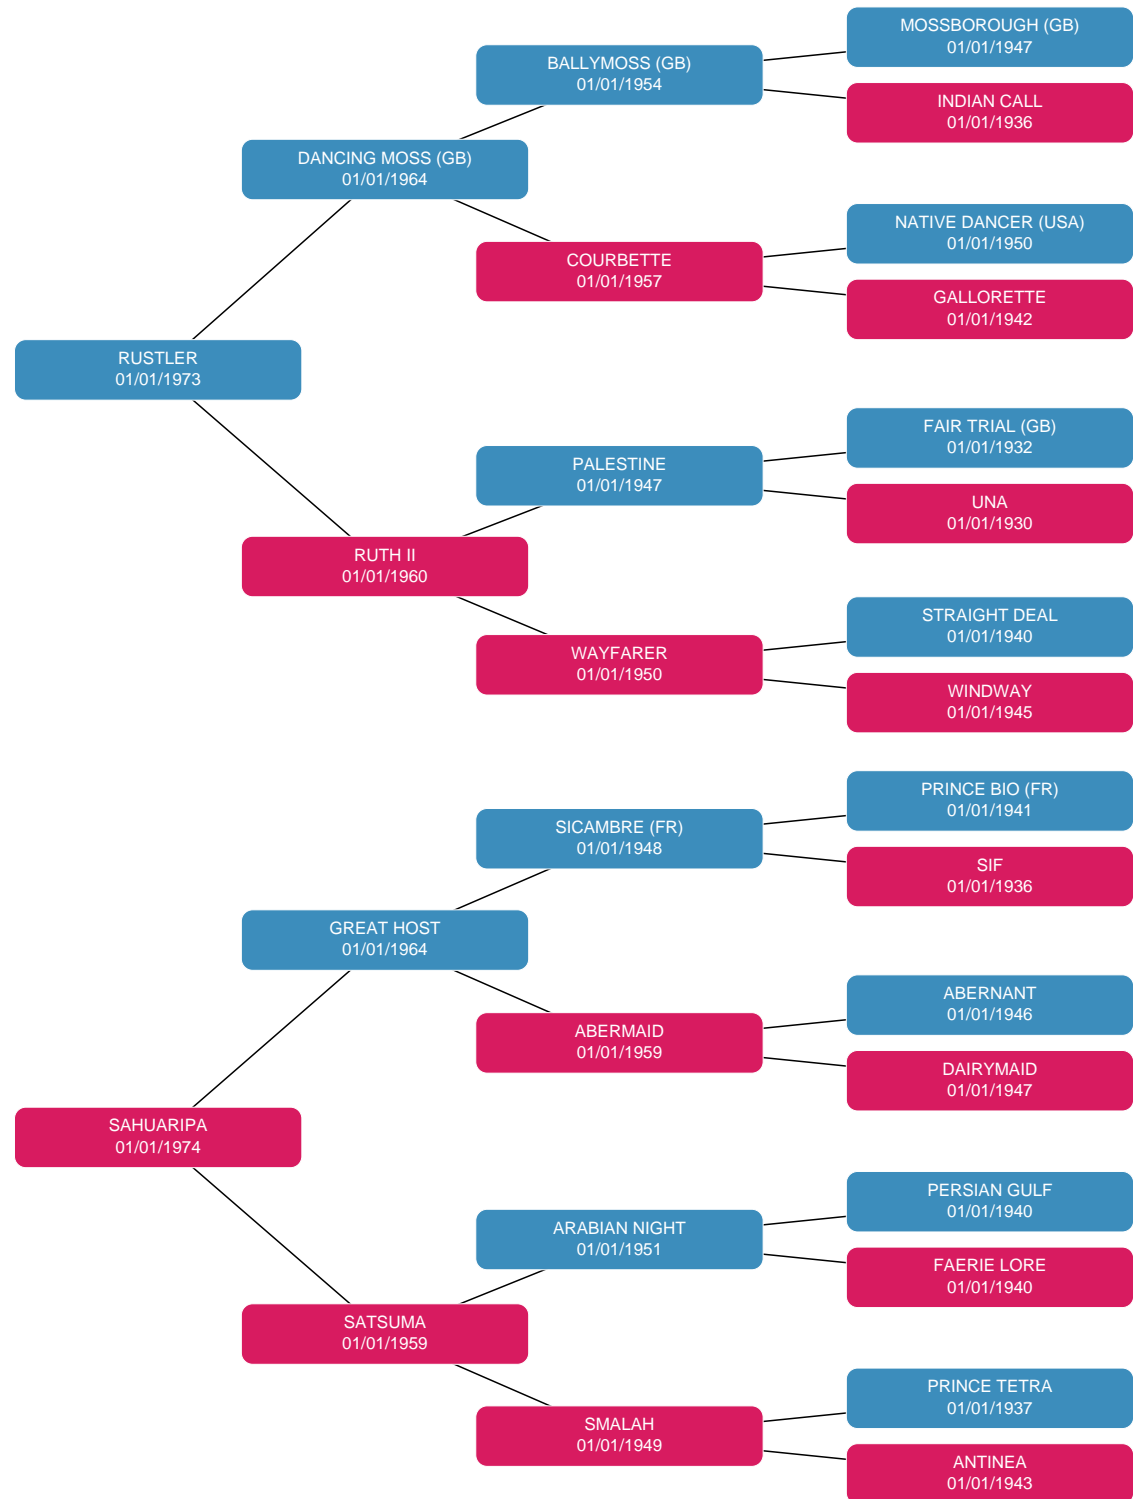 MOSSBOROUGH (GB)
01/01/1947
BALLYMOSS (GB)
01/01/1954
INDIAN CALL
01/01/1936
DANCING MOSS (GB)
01/01/1964
NATIVE DANCER (USA)
01/01/1950
COURBETTE
01/01/1957
GALLORETTE
01/01/1942
RUSTLER
01/01/1973
FAIR TRIAL (GB)
01/01/1932
PALESTINE
01/01/1947
UNA
01/01/1930
RUTH II
01/01/1960
STRAIGHT DEAL
01/01/1940
WAYFARER
01/01/1950
WINDWAY
01/01/1945
PRINCE BIO (FR)
01/01/1941
SICAMBRE (FR)
01/01/1948
SIF
01/01/1936
GREAT HOST
01/01/1964
ABERNANT
01/01/1946
ABERMAID
01/01/1959
DAIRYMAID
01/01/1947
SAHUARIPA
01/01/1974
PERSIAN GULF
01/01/1940
ARABIAN NIGHT
01/01/1951
FAERIE LORE
01/01/1940
SATSUMA
01/01/1959
PRINCE TETRA
01/01/1937
SMALAH
01/01/1949
ANTINEA
01/01/1943